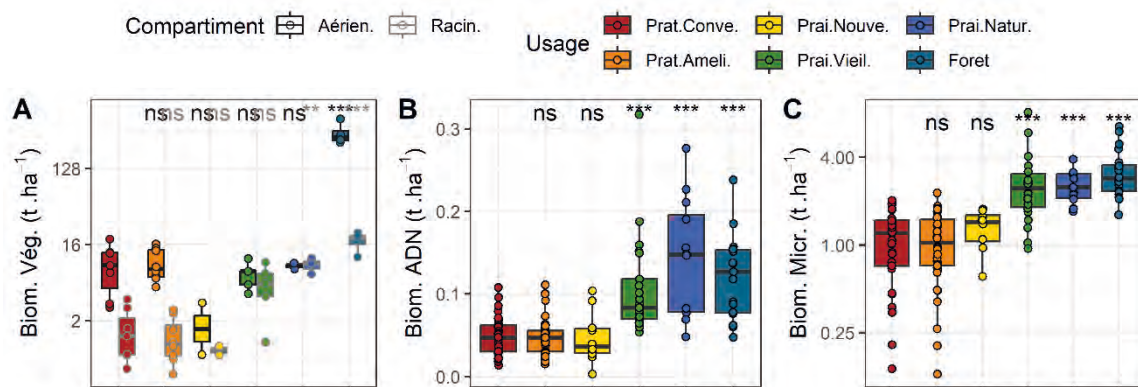 Compartiment Aérien. Racin.
Usage
Prat.Conve. Prai.Nouve. Prai.Natur.
Prat.Ameli. Prai.Vieil. Foret
A
Biom. Vég. (t .ha⁻¹)
128
16
2
ns ns ns ns ns ns ns ** *** **
B
Biom. ADN (t .ha⁻¹)
0.3
0.2
0.1
0.0
ns ns *** *** ***
C
Biom. Micr. (t .ha⁻¹)
4.00
1.00
0.25
ns ns *** *** ***